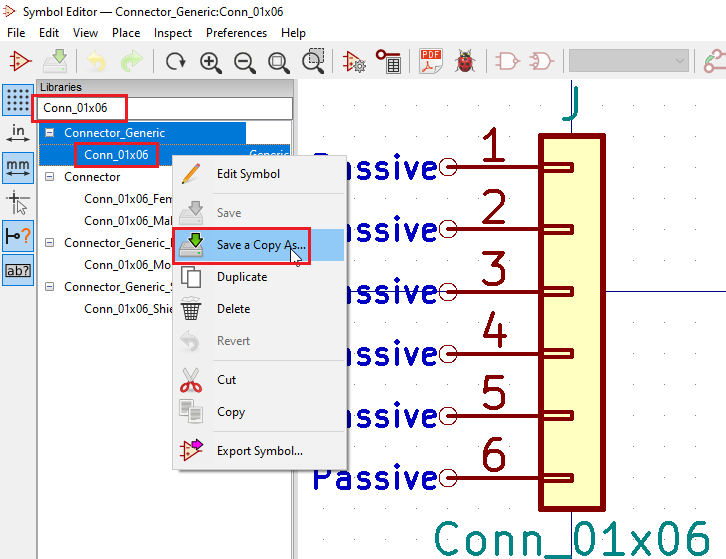 Symbol Editor — Connector_Generic:Conn_01x06
File Edit View Place Inspect Preferences Help
PDF
Libraries
Conn_01x06
in
mm
ab?
Connector_Generic
Conn_01x06 Generic
Connector
Conn_01x06_Fem
Conn_01x06_Mal
Connector_Generic_
Conn_01x06_Mo
Connector_Generic_S
Conn_01x06_Shie
Edit Symbol
Save
Save a Copy As...
Duplicate
Delete
Revert
Cut
Copy
Export Symbol...
J
Passive 1
Passive 2
Passive 3
Passive 4
Passive 5
Passive 6
Conn_01x06